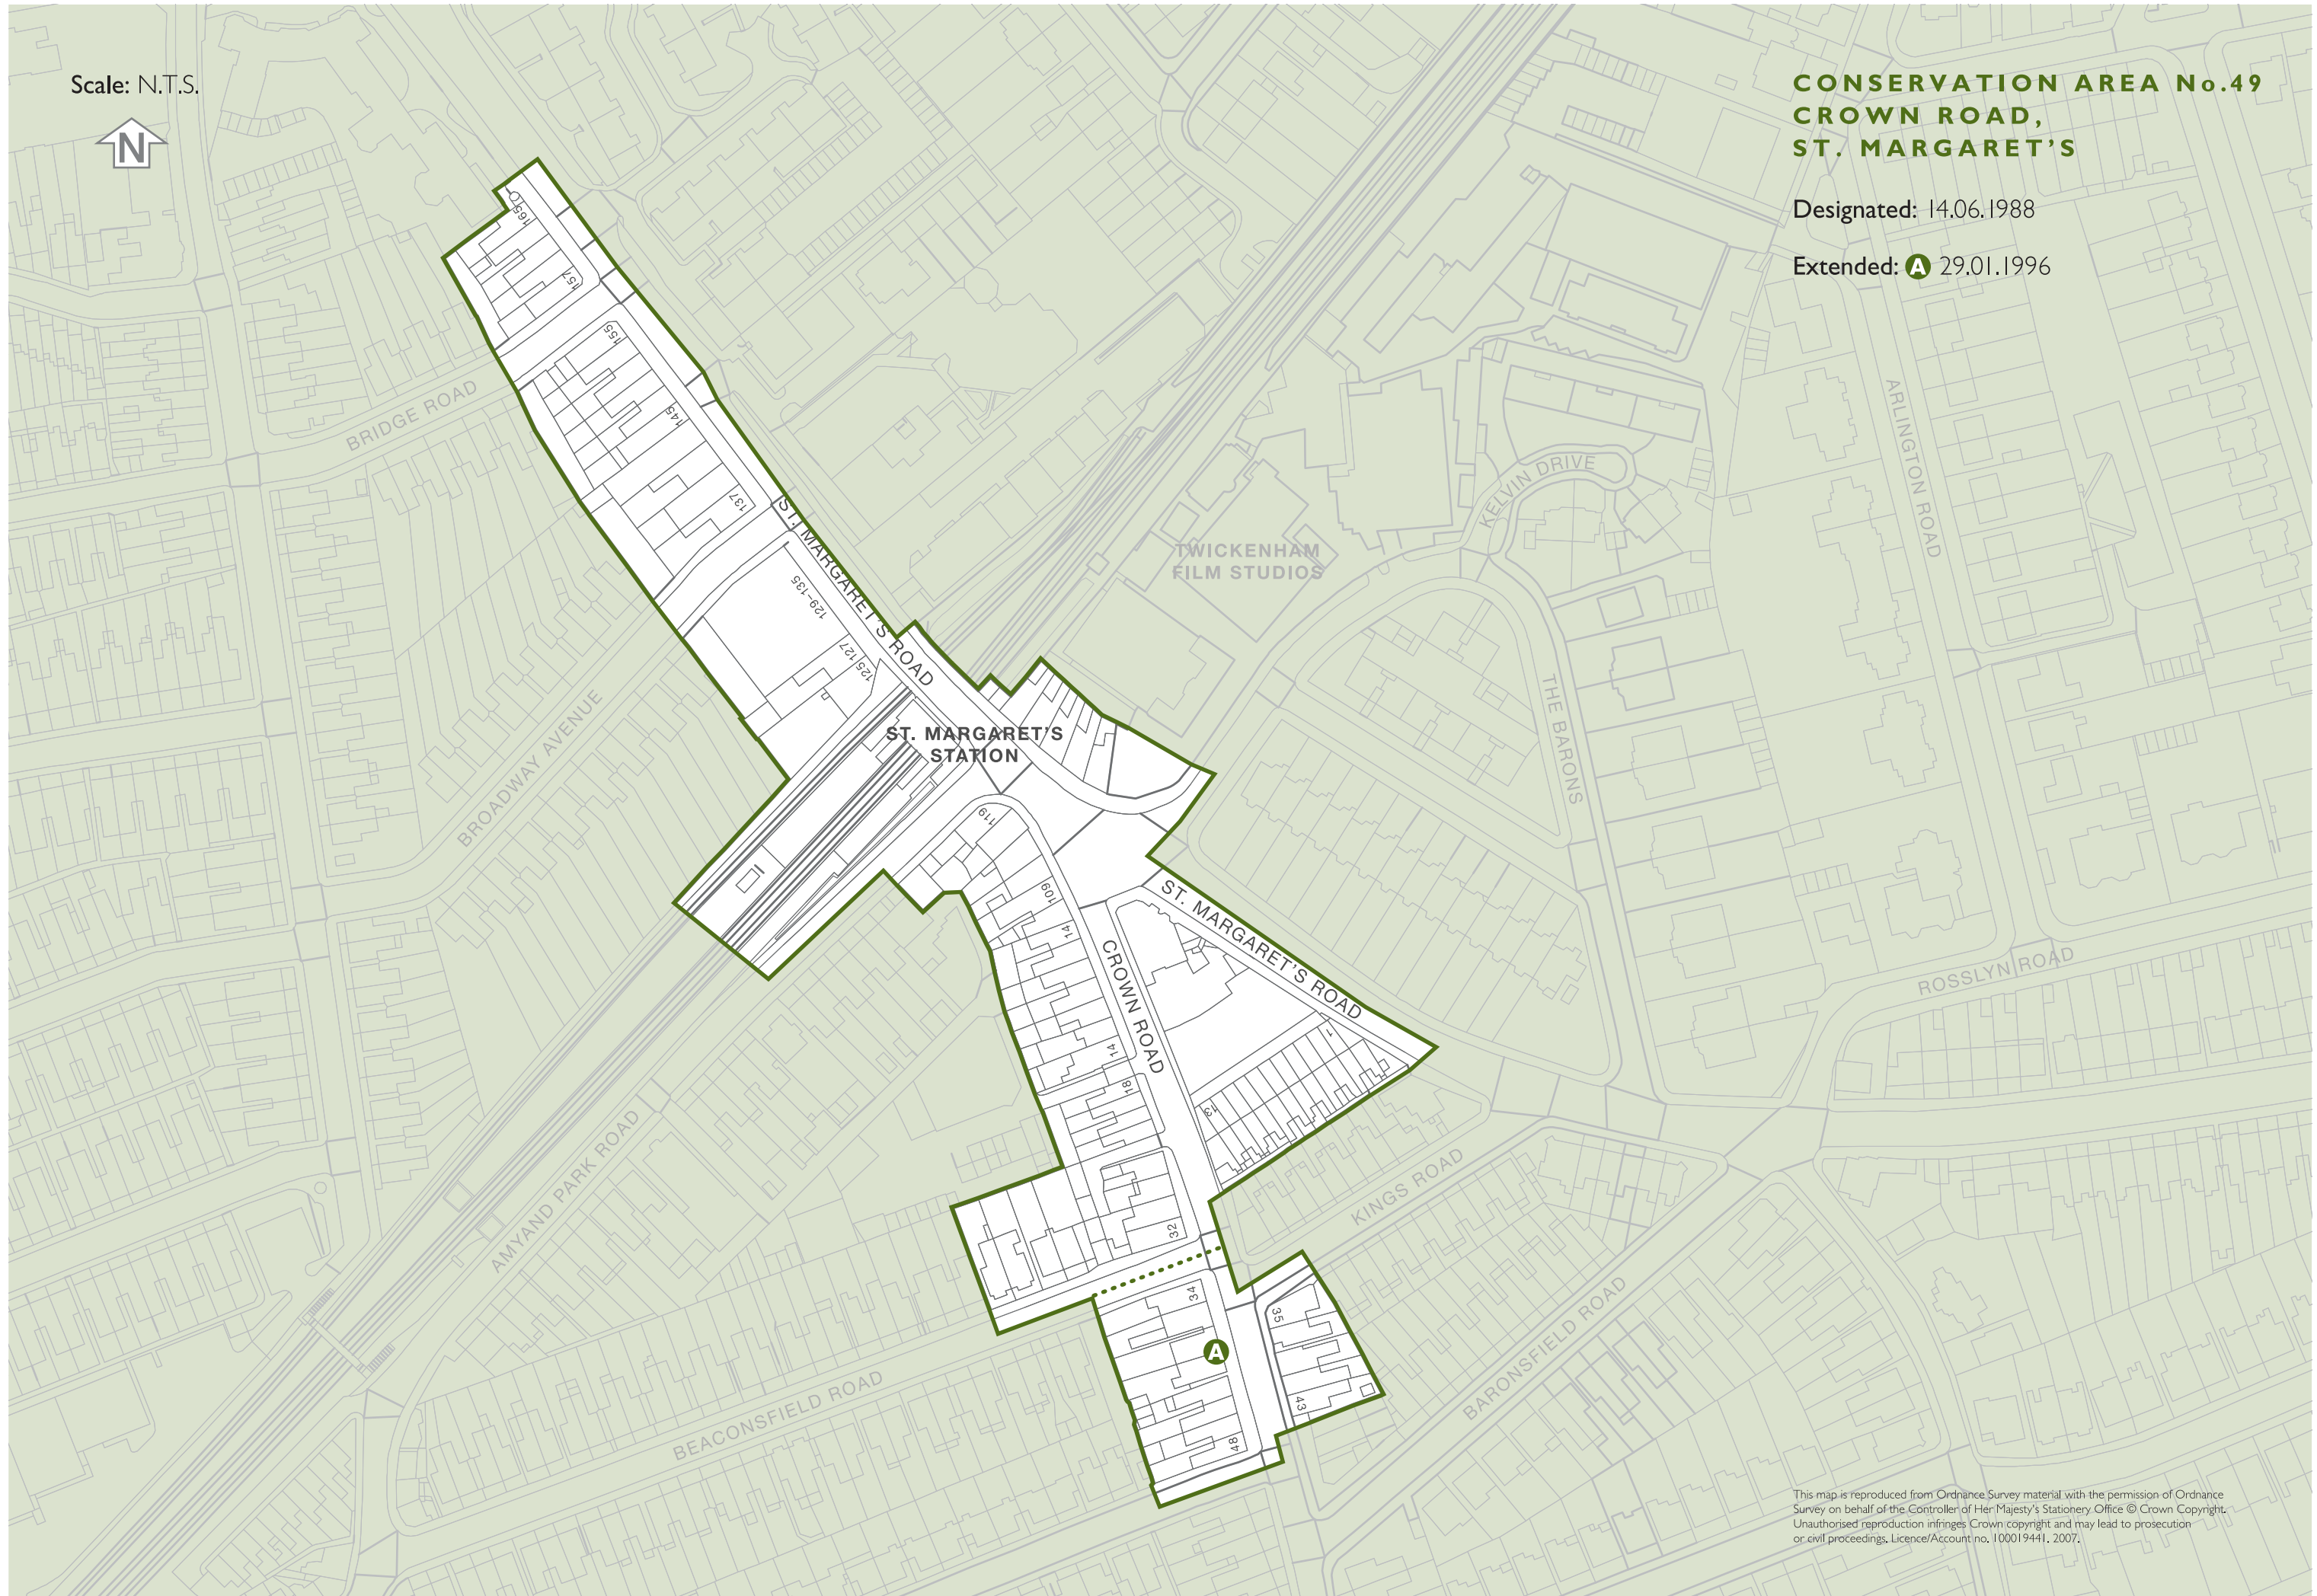 Scale: N.T.S.
N
CONSERVATION AREA No.49
CROWN ROAD,
ST. MARGARET'S
Designated: 14.06.1988
Extended: A 29.01.1996
165
157
155
BRIDGE ROAD
145
137
ST. MARGARET'S ROAD
129–135
127
125
TWICKENHAM
FILM STUDIOS
KELVIN DRIVE
ARLINGTON ROAD
THE BARONS
BROADWAY AVENUE
ST. MARGARET'S
STATION
119
109
14
CROWN ROAD
ST. MARGARET'S ROAD
ROSSLYN ROAD
14
18
1
13
AMYAND PARK ROAD
KINGS ROAD
32
34
35
A
43
48
BEACONSFIELD ROAD
BARONSFIELD ROAD
This map is reproduced from Ordnance Survey material with the permission of Ordnance
Survey on behalf of the Controller of Her Majesty's Stationery Office © Crown Copyright.
Unauthorised reproduction infringes Crown copyright and may lead to prosecution
or civil proceedings. Licence/Account no. 100019441. 2007.